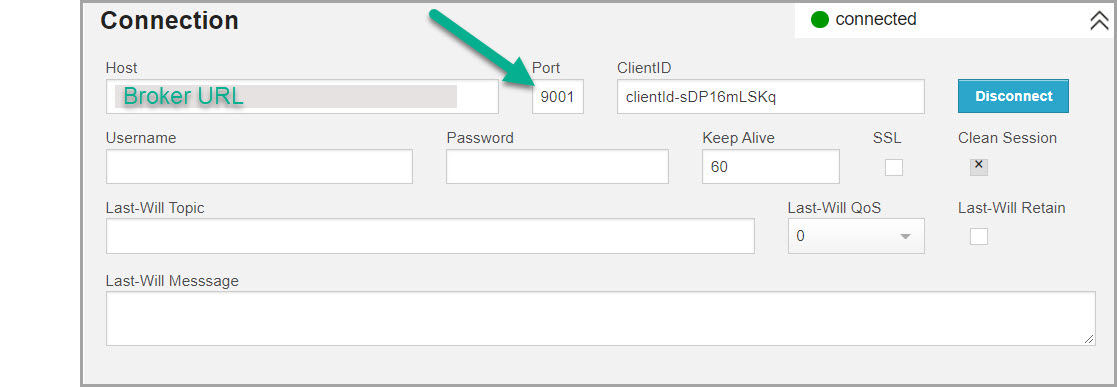 Connection
connected
Host
Port
ClientID
Broker URL
9001
clientId-sDP16mLSKq
Disconnect
Username
Password
Keep Alive
SSL
Clean Session
60
Last-Will Topic
Last-Will QoS
Last-Will Retain
0
Last-Will Messsage